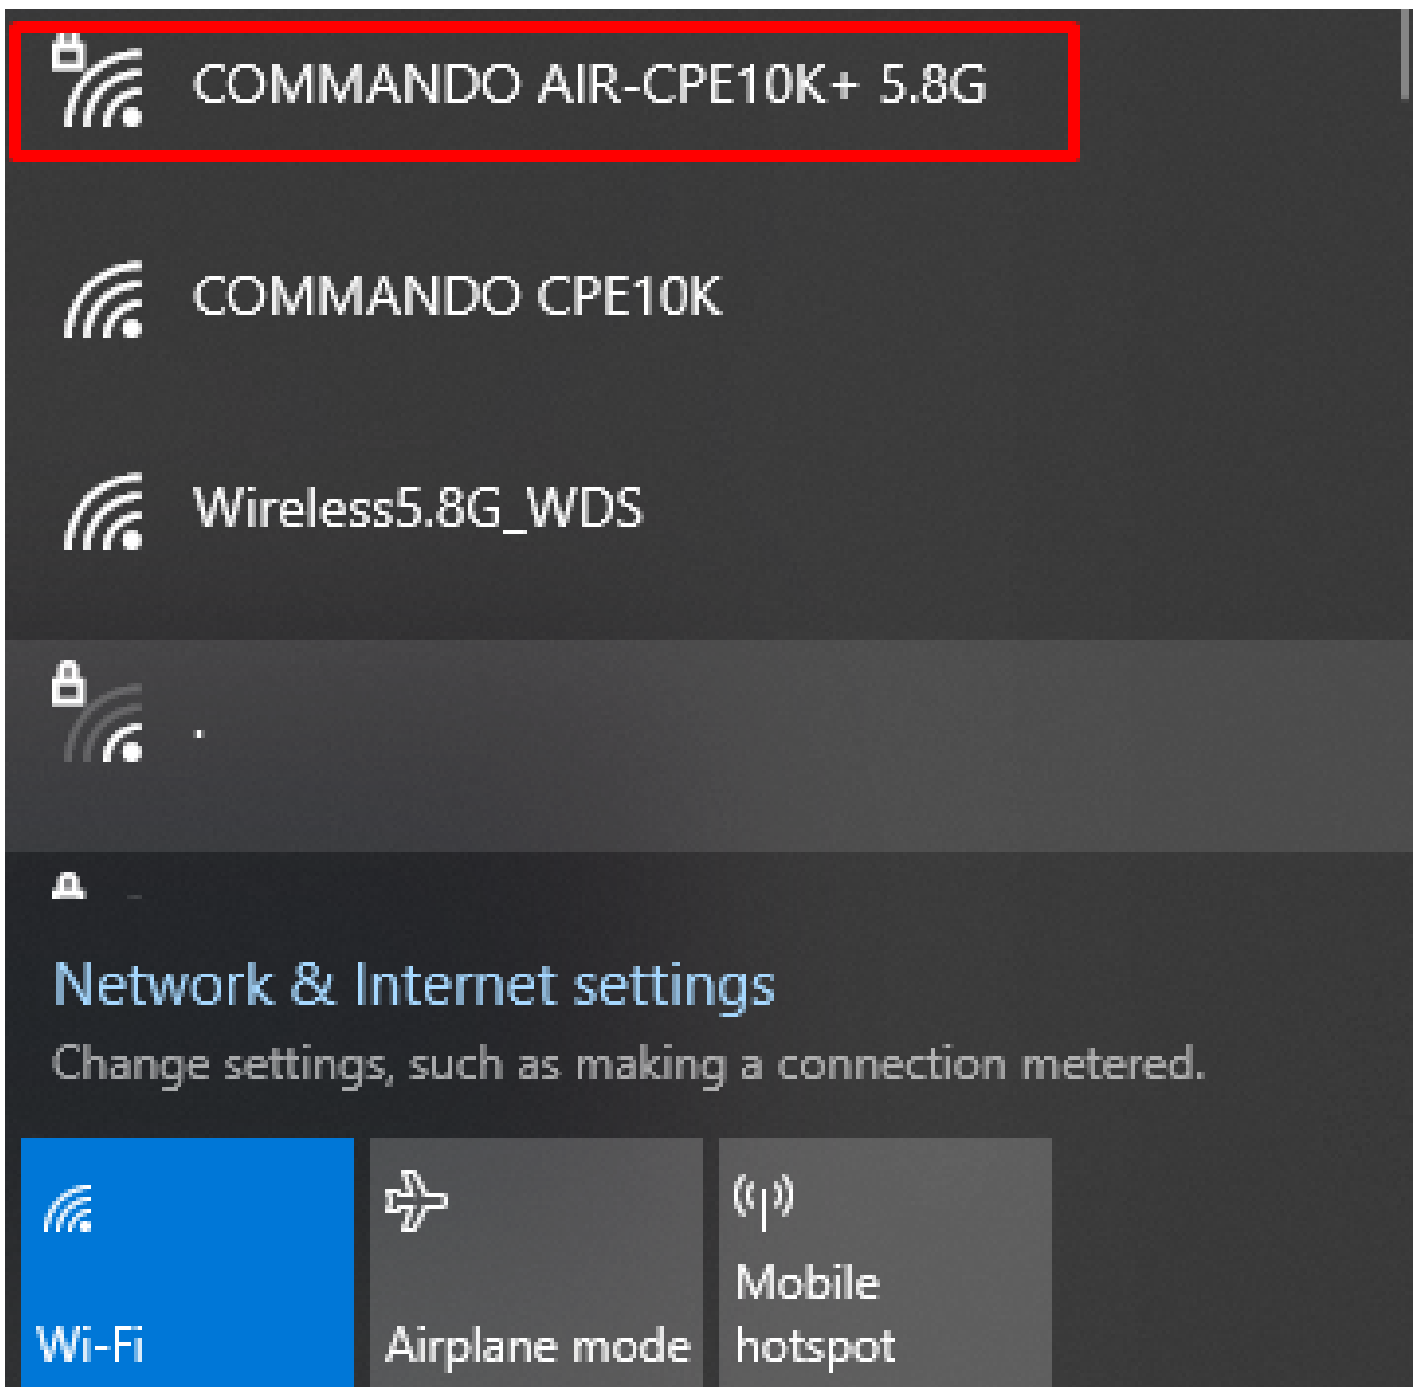 COMMANDO AIR-CPE10K+ 5.8G
COMMANDO CPE10K
Wireless5.8G_WDS
.
Network & Internet settings
Change settings, such as making a connection metered.
Wi-Fi
Airplane mode
Mobile
hotspot